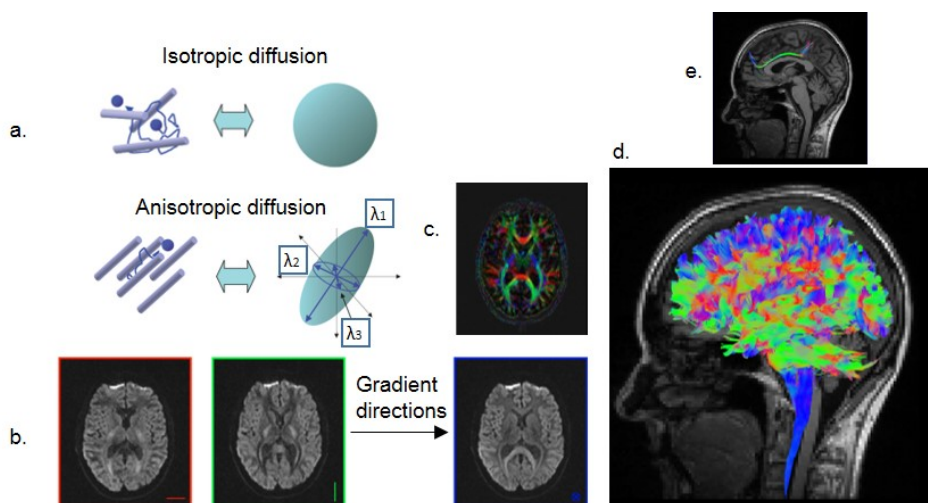 Isotropic diffusion
a.
e.
d.
Anisotropic diffusion
λ1
c.
λ2
λ3
Gradient
directions
b.